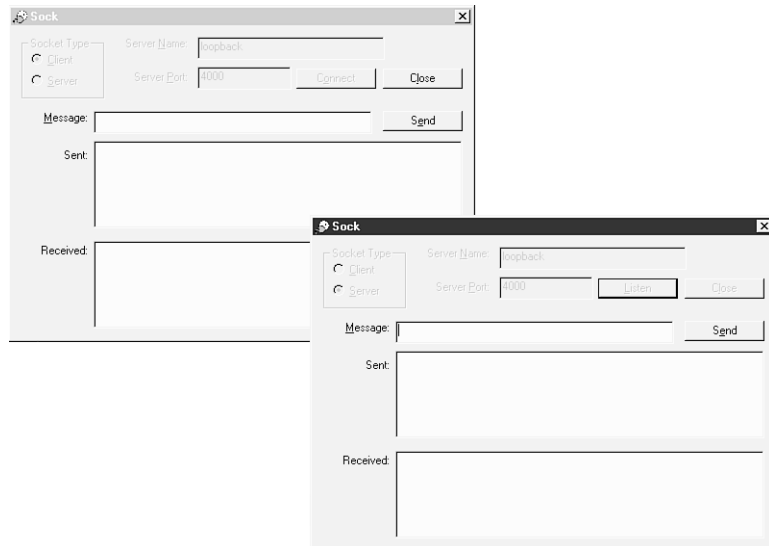 Sock
Socket Type
Client
Server
Server Name:
loopback
Server Port:
4000
Connect
Close
Message:
Send
Sent:
Received:
Sock
Socket Type
Client
Server
Server Name:
loopback
Server Port
4000
Listen
Close
Message:
Send
Sent:
Received: